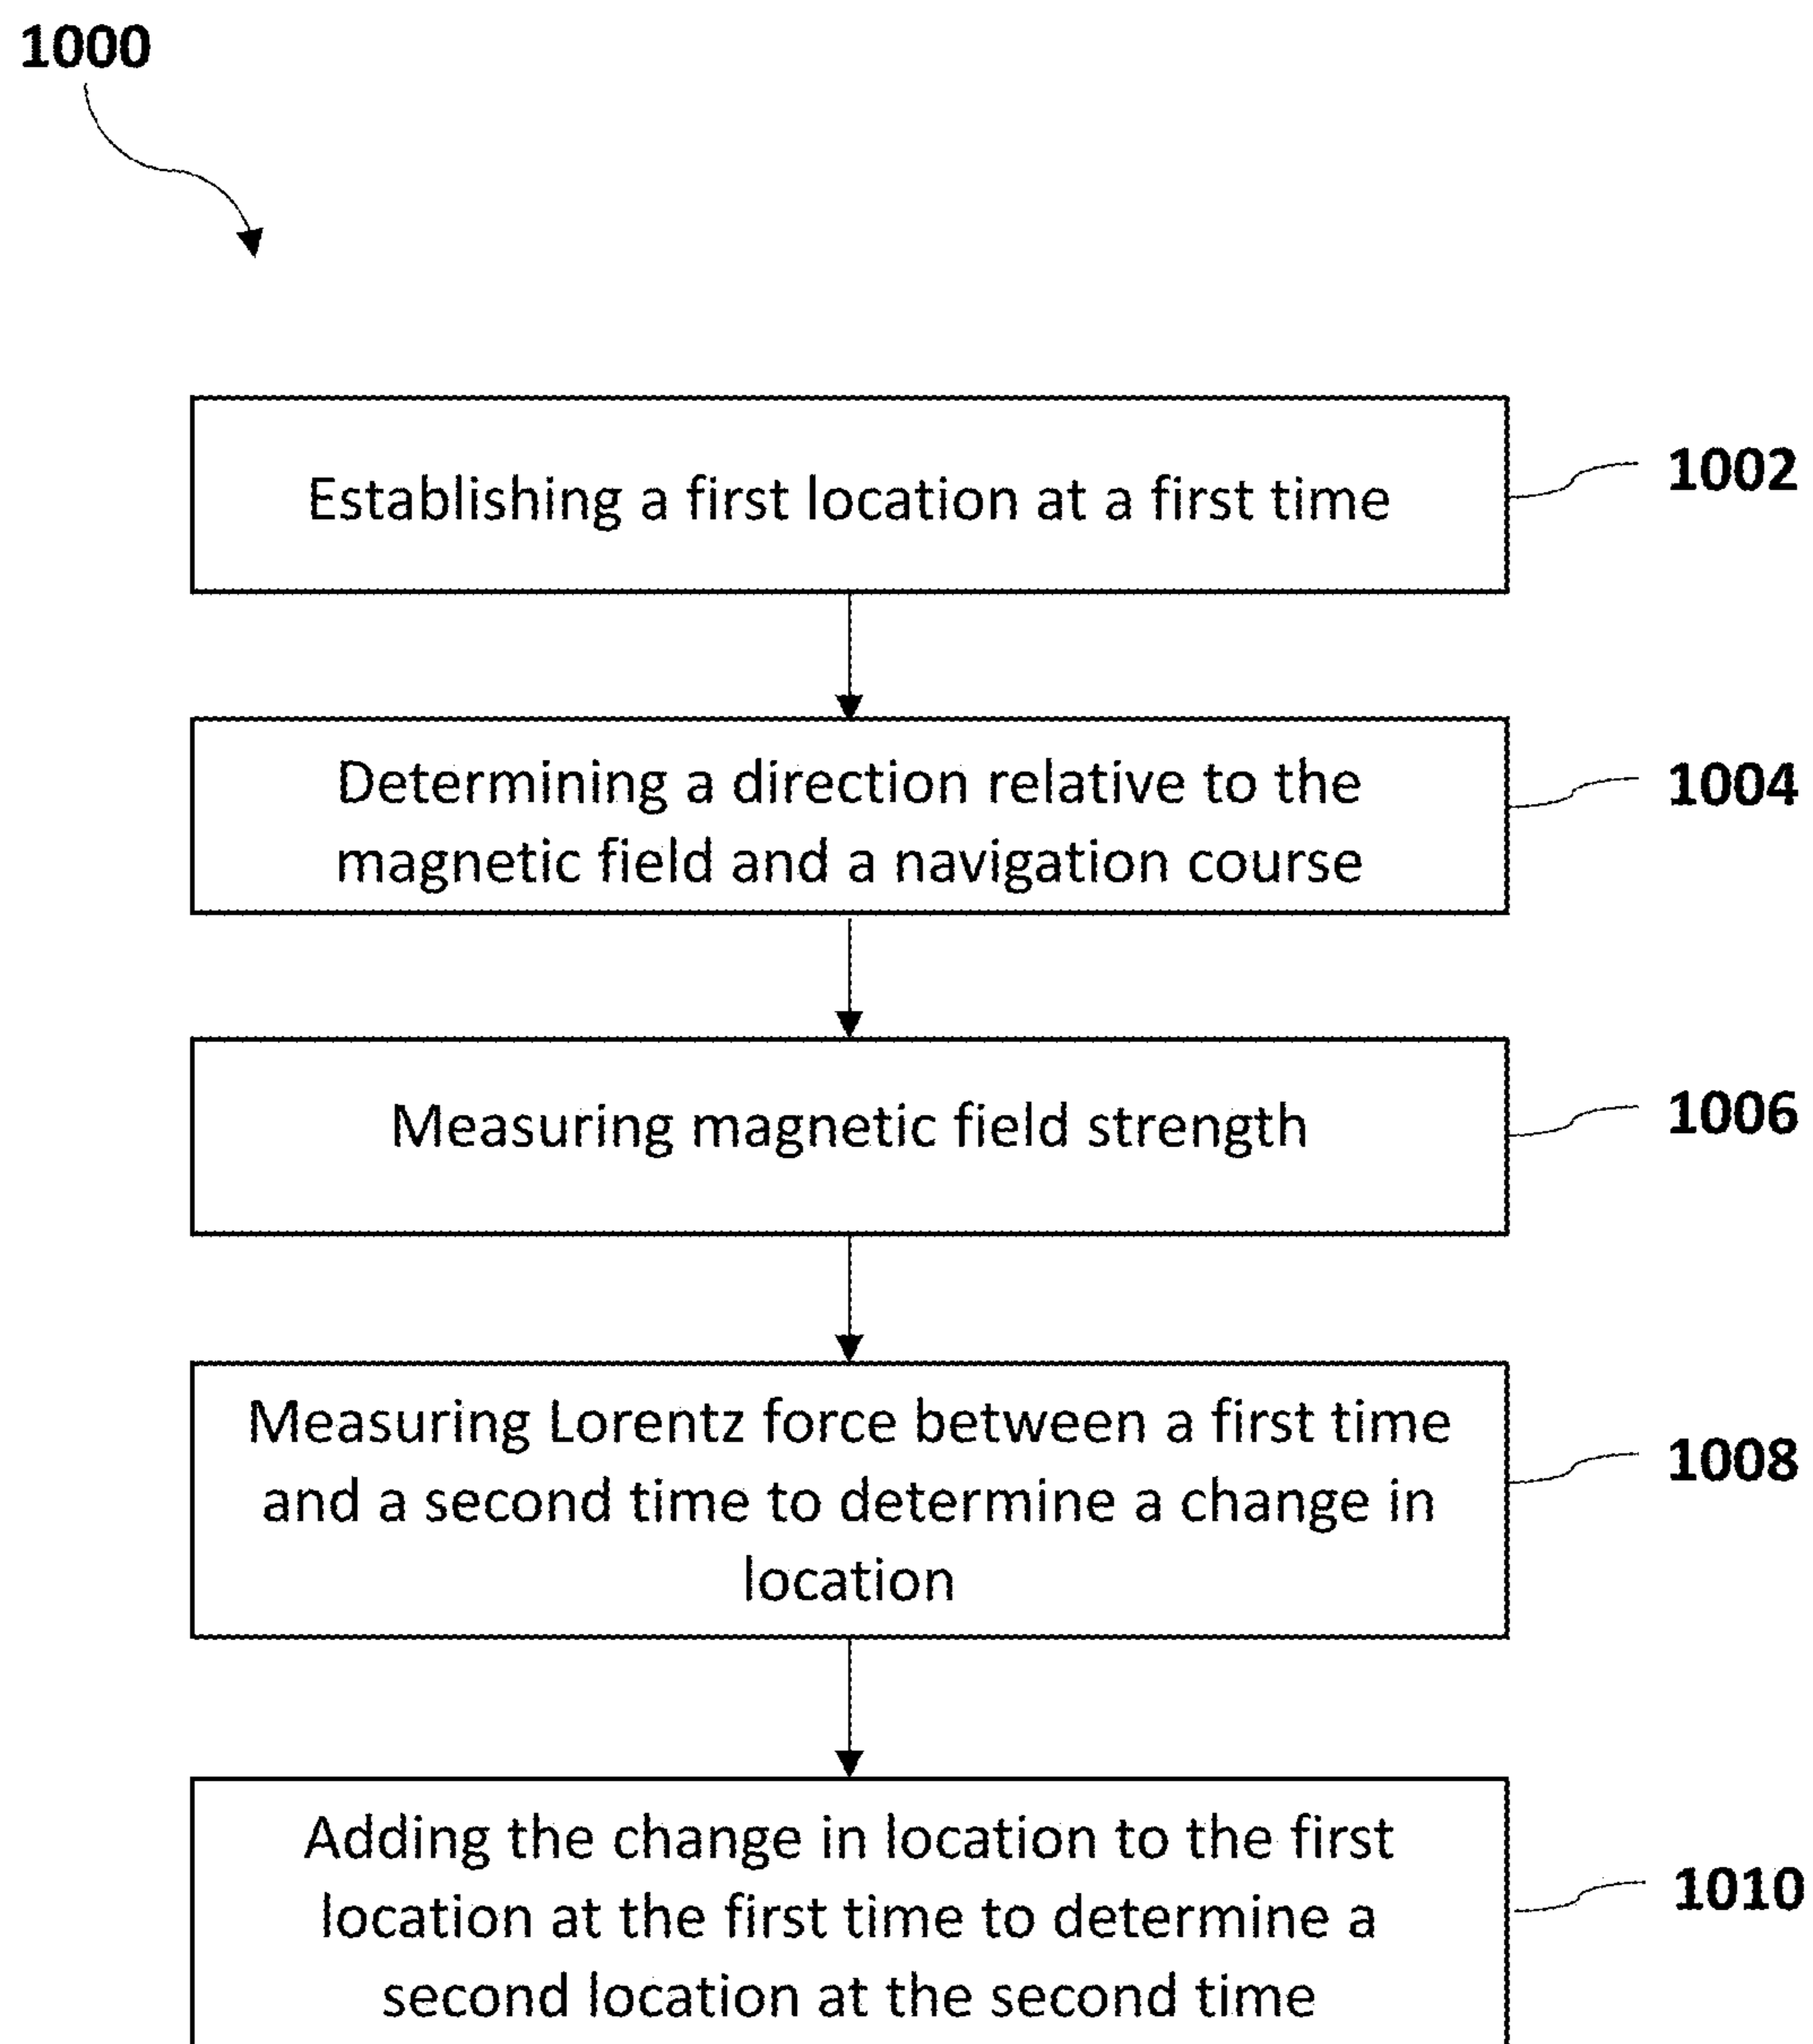 1000
Establishing a first location at a first time
1002
Determining a direction relative to the
magnetic field and a navigation course
1004
Measuring magnetic field strength
1006
Measuring Lorentz force between a first time
and a second time to determine a change in
location
1008
Adding the change in location to the first
location at the first time to determine a
second location at the second time
1010